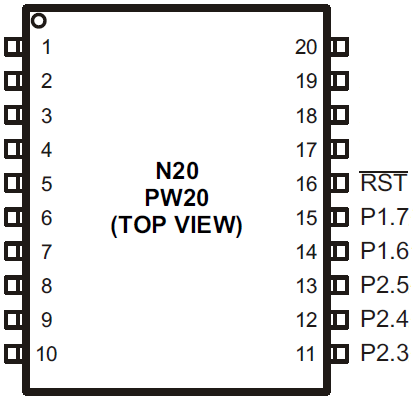 1 20
2 19
3 18
4 17
5 16 R̅S̅T̅
6 15 P1.7
7 14 P1.6
8 13 P2.5
9 12 P2.4
10 11 P2.3
N20
PW20
(TOP VIEW)